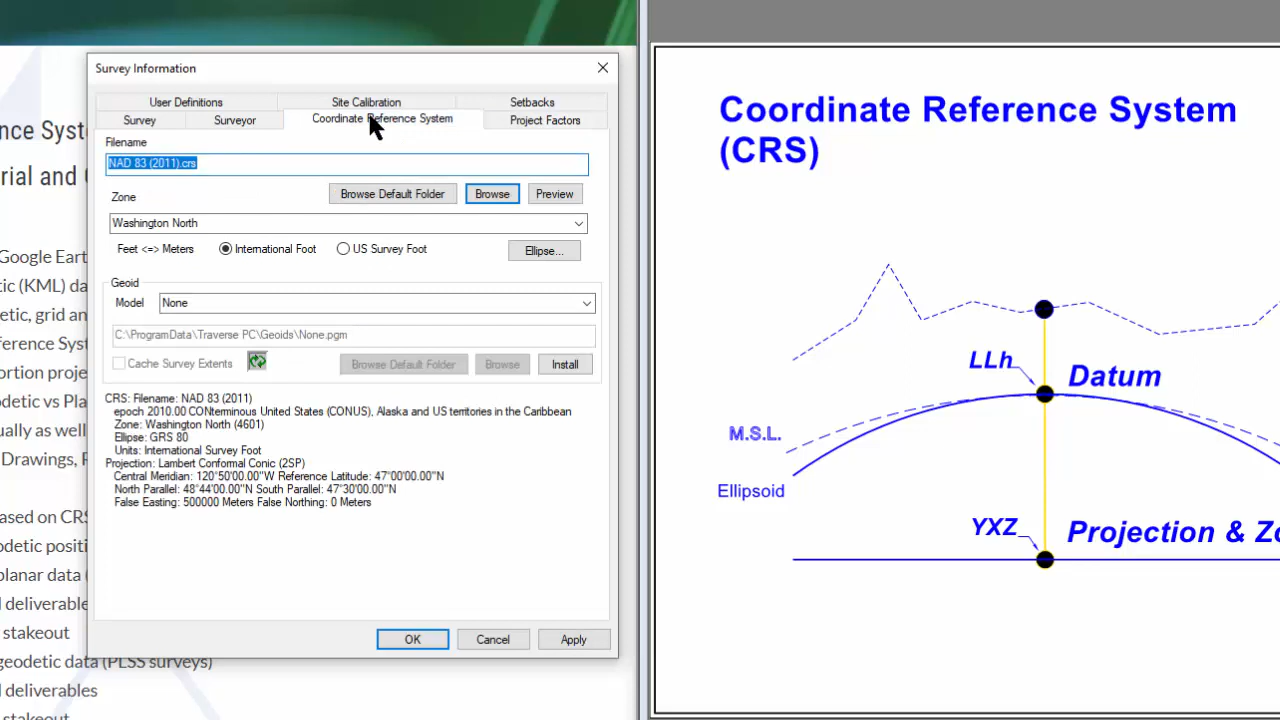 nce Syst
rial and
Google Eart
tic (KML) da
etic, grid an
ference Syst
ortion proje
odetic vs Pla
ually as well
Drawings, F
ased on CRS
odetic positi
planar data (
d deliverable
stakeout
geodetic data (PLSS surveys)
d deliverables
stakeout
Survey Information
User Definitions
Site Calibration
Setbacks
Survey
Surveyor
Coordinate Reference System
Project Factors
Filename
NAD 83 (2011).crs
Zone
Browse Default Folder
Browse
Preview
Washington North
Feet <=> Meters
International Foot
US Survey Foot
Ellipse...
Geoid
Model
None
C:\ProgramData\Traverse PC\Geoids\None.pgm
Cache Survey Extents
Browse Default Folder
Browse
Install
CRS: Filename: NAD 83 (2011)
epoch 2010.00 CONterminous United States (CONUS), Alaska and US territories in the Caribbean
Zone: Washington North (4601)
Ellipse: GRS 80
Units: International Survey Foot
Projection: Lambert Conformal Conic (2SP)
Central Meridian: 120°50'00.00"W Reference Latitude: 47°00'00.00"N
North Parallel: 48°44'00.00"N South Parallel: 47°30'00.00"N
False Easting: 500000 Meters False Northing: 0 Meters
OK
Cancel
Apply
Coordinate Reference System
(CRS)
LLh
Datum
M.S.L.
Ellipsoid
YXZ
Projection & Zo